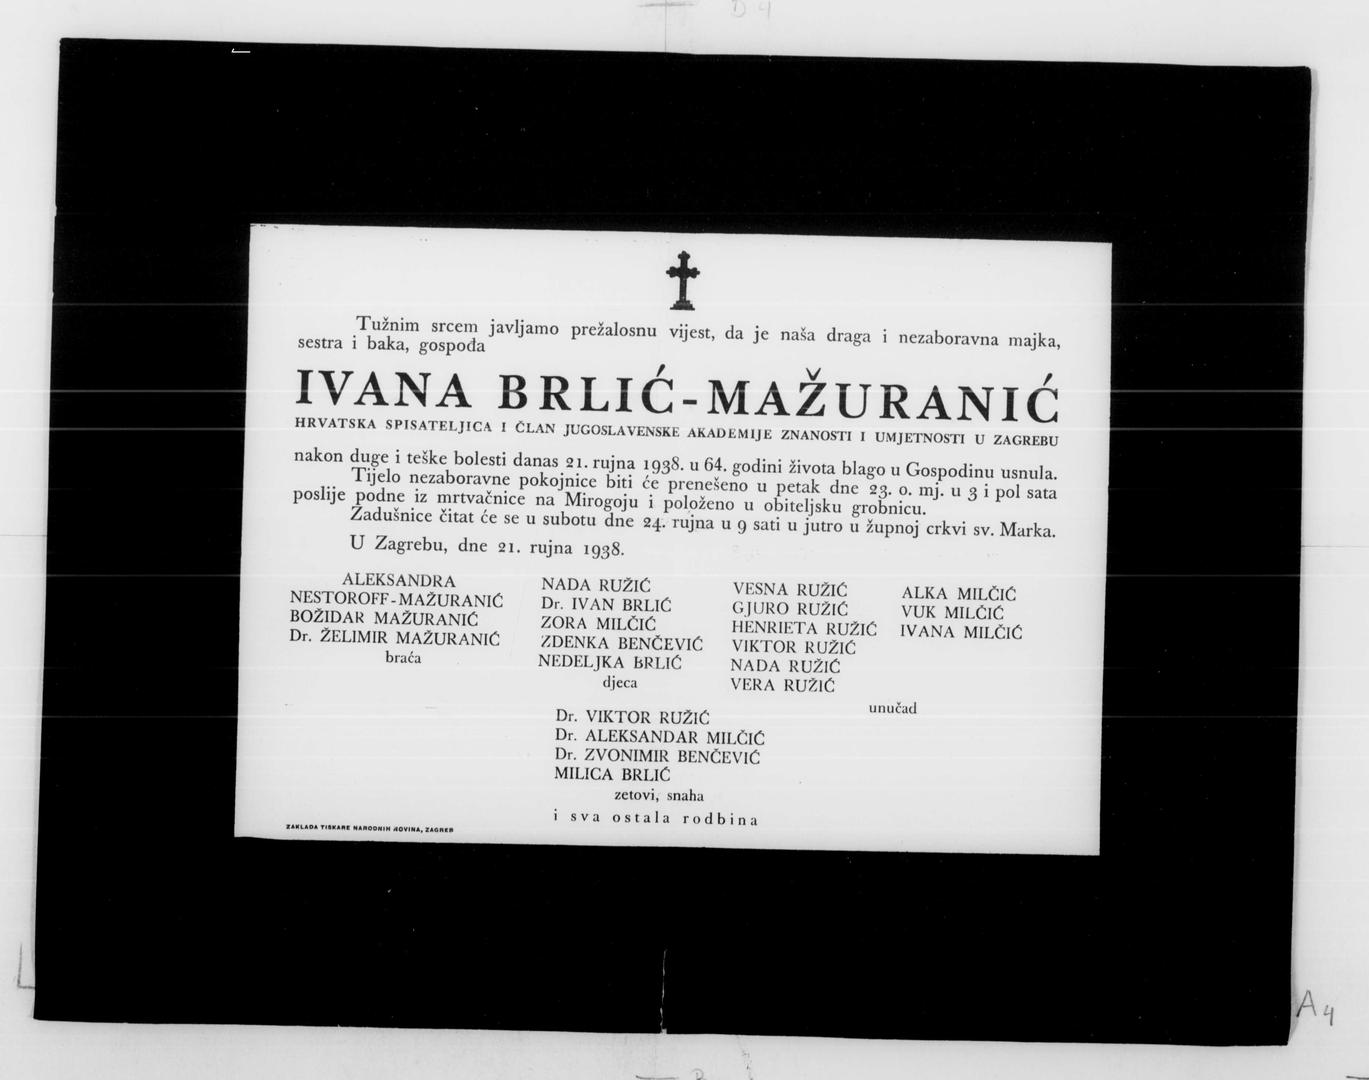 D 4
Tužnim srcem javljamo prežalosnu vijest, da je naša draga i nezaboravna majka,
sestra i baka, gospođa
IVANA BRLIĆ-MAŽURANIĆ
HRVATSKA SPISATELJICA I ČLAN JUGOSLAVENSKE AKADEMIJE ZNANOSTI I UMJETNOSTI U ZAGREBU
nakon duge i teške bolesti danas 21. rujna 1938. u 64. godini života blago u Gospodinu usnula.
Tijelo nezaboravne pokojnice biti će prenešeno u petak dne 23. o. mj. u 3 i pol sata
poslije podne iz mrtvačnice na Mirogoju i položeno u obiteljsku grobnicu.
Zadušnice čitat će se u subotu dne 24. rujna u 9 sati u jutro u župnoj crkvi sv. Marka.
U Zagrebu, dne 21. rujna 1938.
ALEKSANDRA
NESTOROFF-MAŽURANIĆ
BOŽIDAR MAŽURANIĆ
Dr. ŽELIMIR MAŽURANIĆ
braća
NADA RUŽIĆ
Dr. IVAN BRLIĆ
ZORA MILČIĆ
ZDENKA BENČEVIĆ
NEDELJKA BRLIĆ
djeca
VESNA RUŽIĆ
GJURO RUŽIĆ
HENRIETA RUŽIĆ
VIKTOR RUŽIĆ
NADA RUŽIĆ
VERA RUŽIĆ
ALKA MILČIĆ
VUK MILČIĆ
IVANA MILČIĆ
unučad
Dr. VIKTOR RUŽIĆ
Dr. ALEKSANDAR MILČIĆ
Dr. ZVONIMIR BENČEVIĆ
MILICA BRLIĆ
zetovi, snaha
i sva ostala rodbina
ZAKLADA TISKARE NARODNIH NOVINA, ZAGREB
A4